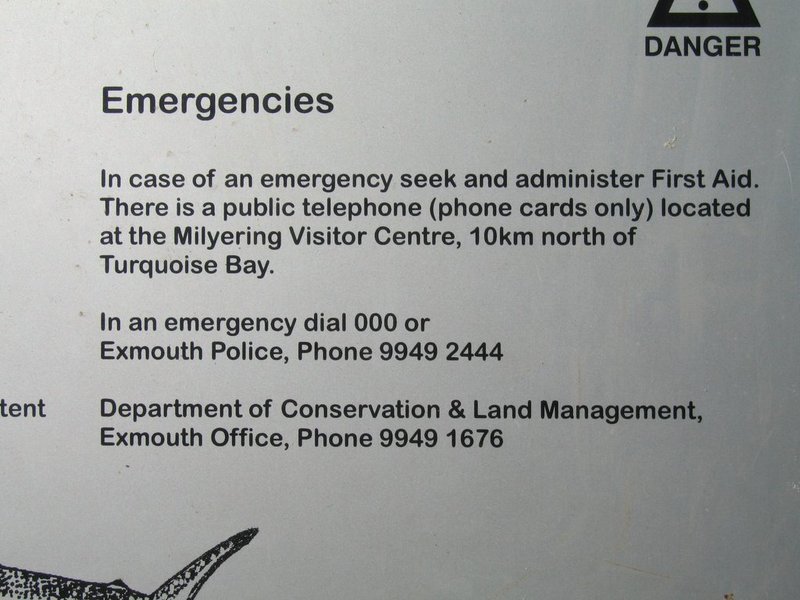 DANGER
Emergencies
In case of an emergency seek and administer First Aid.
There is a public telephone (phone cards only) located
at the Milyering Visitor Centre, 10km north of
Turquoise Bay.
In an emergency dial 000 or
Exmouth Police, Phone 9949 2444
tent
Department of Conservation & Land Management,
Exmouth Office, Phone 9949 1676